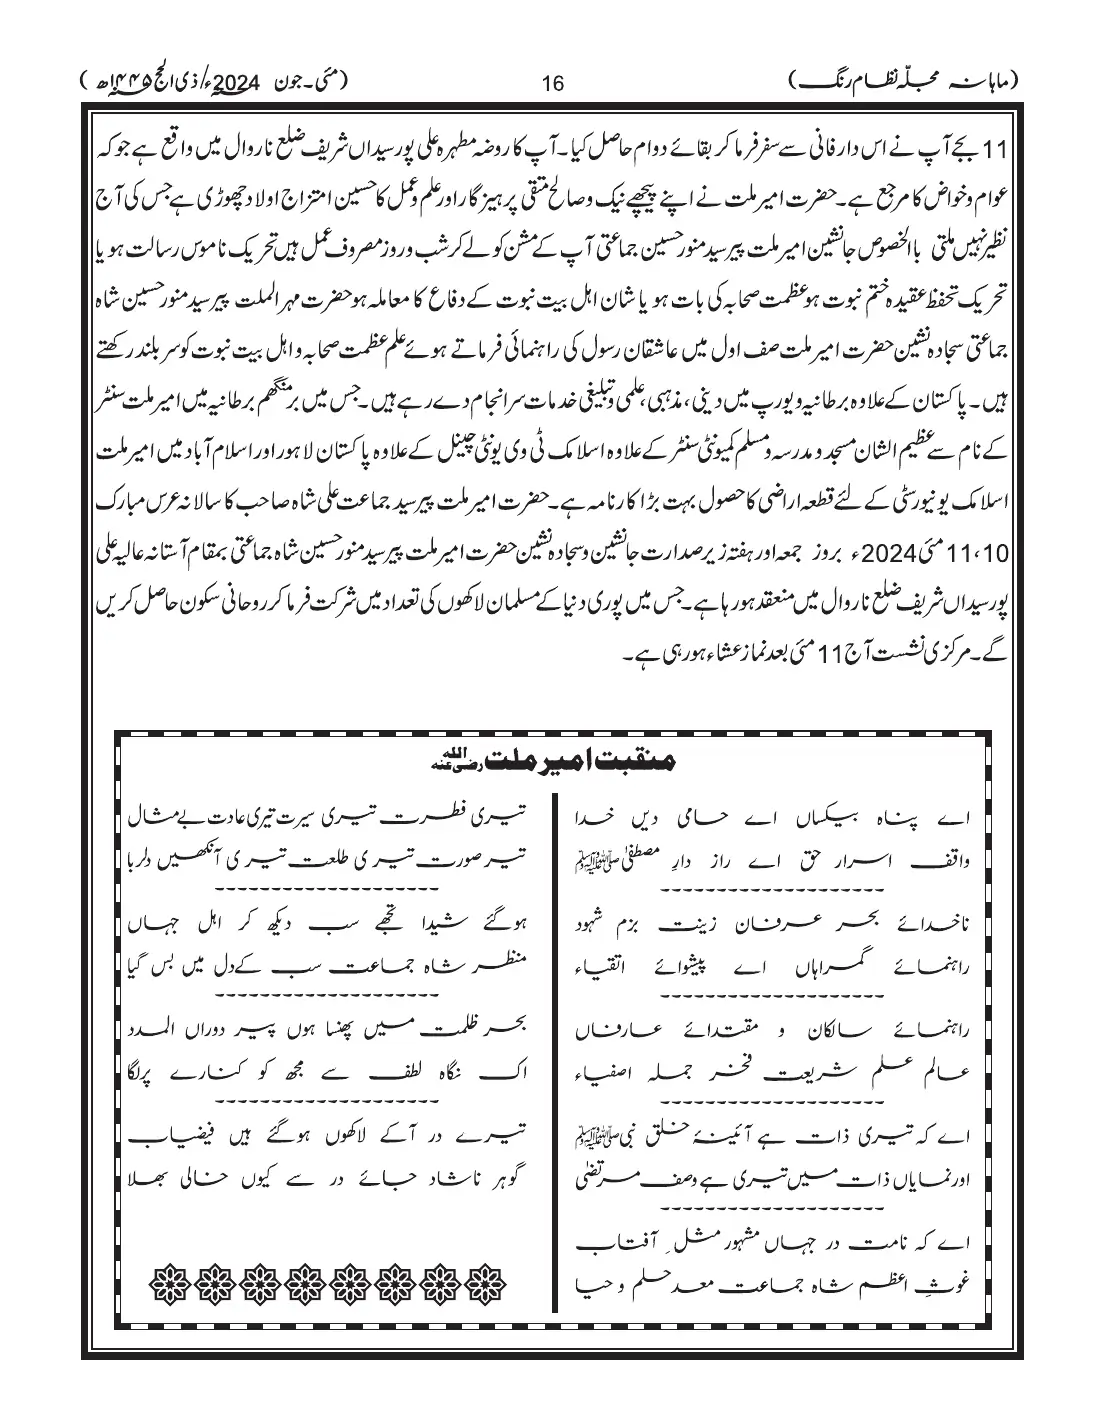 (ماہانہ مجلّہ نظام رنگ)
16
(مئی۔جون 2024ء/ذی الحج ۱۴۴۵ھ)
11 بجے آپ نے اس دار فانی سے سفر فرما کر بقائے دوام حاصل کیا۔ آپ کا روضہ مطہرہ علی پور سیداں شریف ضلع ناروال میں واقع ہے جو کہ
عوام و خواض کا مرجع ہے۔ حضرت امیر ملت نے اپنے پیچھے نیک و صالح متقی پرہیز گار اور علم و عمل کا حسین امتزاج اولاد چھوڑی ہے جس کی آج
نظیر نہیں ملتی باالخصوص جانشین امیر ملت پیر سید منور حسین جماعتی آپ کے مشن کو لے کر شب و روز مصروف عمل ہیں تحریک ناموس رسالت ہو یا
تحریک تحفظ عقیدہ ختم نبوت ہو عظمت صحابہ کی بات ہو یا شان اہل بیت نبوت کے دفاع کا معاملہ ہو حضرت مہر الملت پیر سید منور حسین شاہ
جماعتی سجادہ نشین حضرت امیر ملت صف اول میں عاشقان رسول کی راہنمائی فرماتے ہوئے علم عظمت صحابہ و اہل بیت نبوت کو سر بلند رکھتے
ہیں۔ پاکستان کے علاوہ برطانیہ و یورپ میں دینی، مذہبی، علمی و تبلیغی خدمات سرانجام دے رہے ہیں۔ جس میں برمنگھم برطانیہ میں امیر ملت سنٹر
کے نام سے عظیم الشان مسجد و مدرسہ و مسلم کمیونٹی سنٹر کے علاوہ اسلامک ٹی وی یونٹی چینل کے علاوہ پاکستان لاہور اور اسلام آباد میں امیر ملت
اسلامک یونیورسٹی کے لئے قطعہ اراضی کا حصول بہت بڑا کارنامہ ہے۔ حضرت امیر ملت پیر سید جماعت علی شاہ صاحب کا سالانہ عرس مبارک
10،11 مئی 2024ء بروز جمعہ اور ہفتہ زیر صدارت جانشین و سجادہ نشین حضرت امیر ملت پیر سید منور حسین شاہ جماعتی بمقام آستانہ عالیہ علی
پور سیداں شریف ضلع ناروال میں منعقد ہو رہا ہے۔ جس میں پوری دنیا کے مسلمان لاکھوں کی تعداد میں شرکت فرما کر روحانی سکون حاصل کریں
گے۔ مرکزی نشست آج 11 مئی بعد نماز عشاء ہو رہی ہے۔
منقبت امیر ملت رضی اللہ عنہ
اے پناہ بیکساں اے حامی دیں خدا
واقف اسرار حق اے راز دارِ مصطفیٰ ﷺ
ناخدائے بحر عرفان زینت بزم شہود
راہنمائے گمراہاں اے پیشوائے اتقیاء
راہنمائے سالکان و مقتدائے عارفاں
عالم علم شریعت فخر جملہ اصفیاء
اے کہ تیری ذات ہے آئینۂ خلق نبی ﷺ
اور نمایاں ذات میں تیری ہے وصف مرتضیٰ
اے کہ نامت در جہاں مشہور مثلِ آفتاب
غوثِ اعظم شاہ جماعت معد حلم و حیا
تیری فطرت تیری سیرت تیری عادت بے مثال
تیر صورت تیری طلعت تیری آنکھیں دلربا
ہوگئے شیدا تجھے سب دیکھ کر اہل جہاں
منظر شاہ جماعت سب کے دل میں بس گیا
بحر ظلمت میں پھنسا ہوں پیر دوراں المدد
اک نگاہ لطف سے مجھ کو کنارے پر لگا
تیرے در آکے لاکھوں ہوگئے ہیں فیضیاب
گوہر ناشاد جائے در سے کیوں خالی بھلا